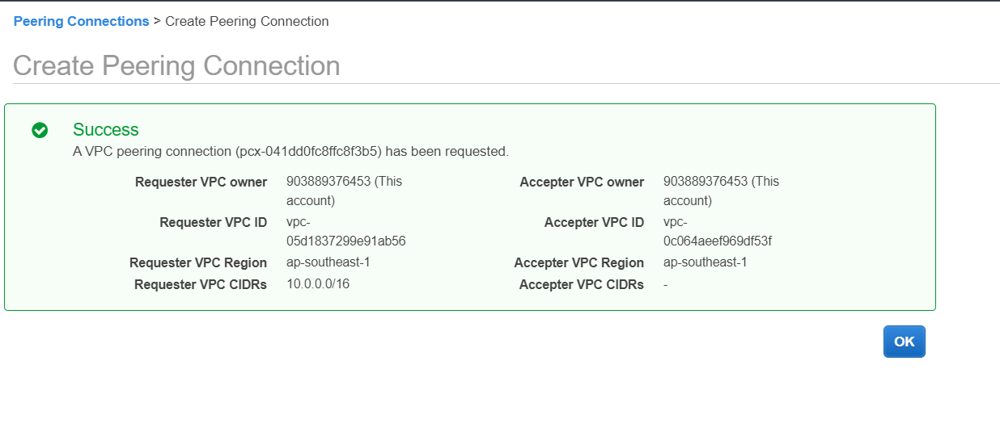 Peering Connections > Create Peering Connection
Create Peering Connection
Success
A VPC peering connection (pcx-041dd0fc8ffc8f3b5) has been requested.
Requester VPC owner 903889376453 (This account)
Accepter VPC owner 903889376453 (This account)
Requester VPC ID vpc-05d1837299e91ab56
Accepter VPC ID vpc-0c064aeef969df53f
Requester VPC Region ap-southeast-1
Accepter VPC Region ap-southeast-1
Requester VPC CIDRs 10.0.0.0/16
Accepter VPC CIDRs -
OK